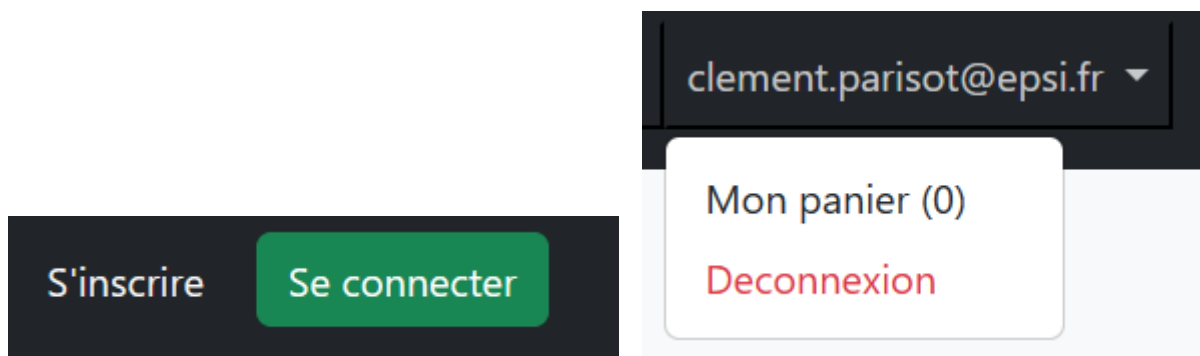 S'inscrire
Se connecter
clement.parisot@epsi.fr
Mon panier (0)
Deconnexion